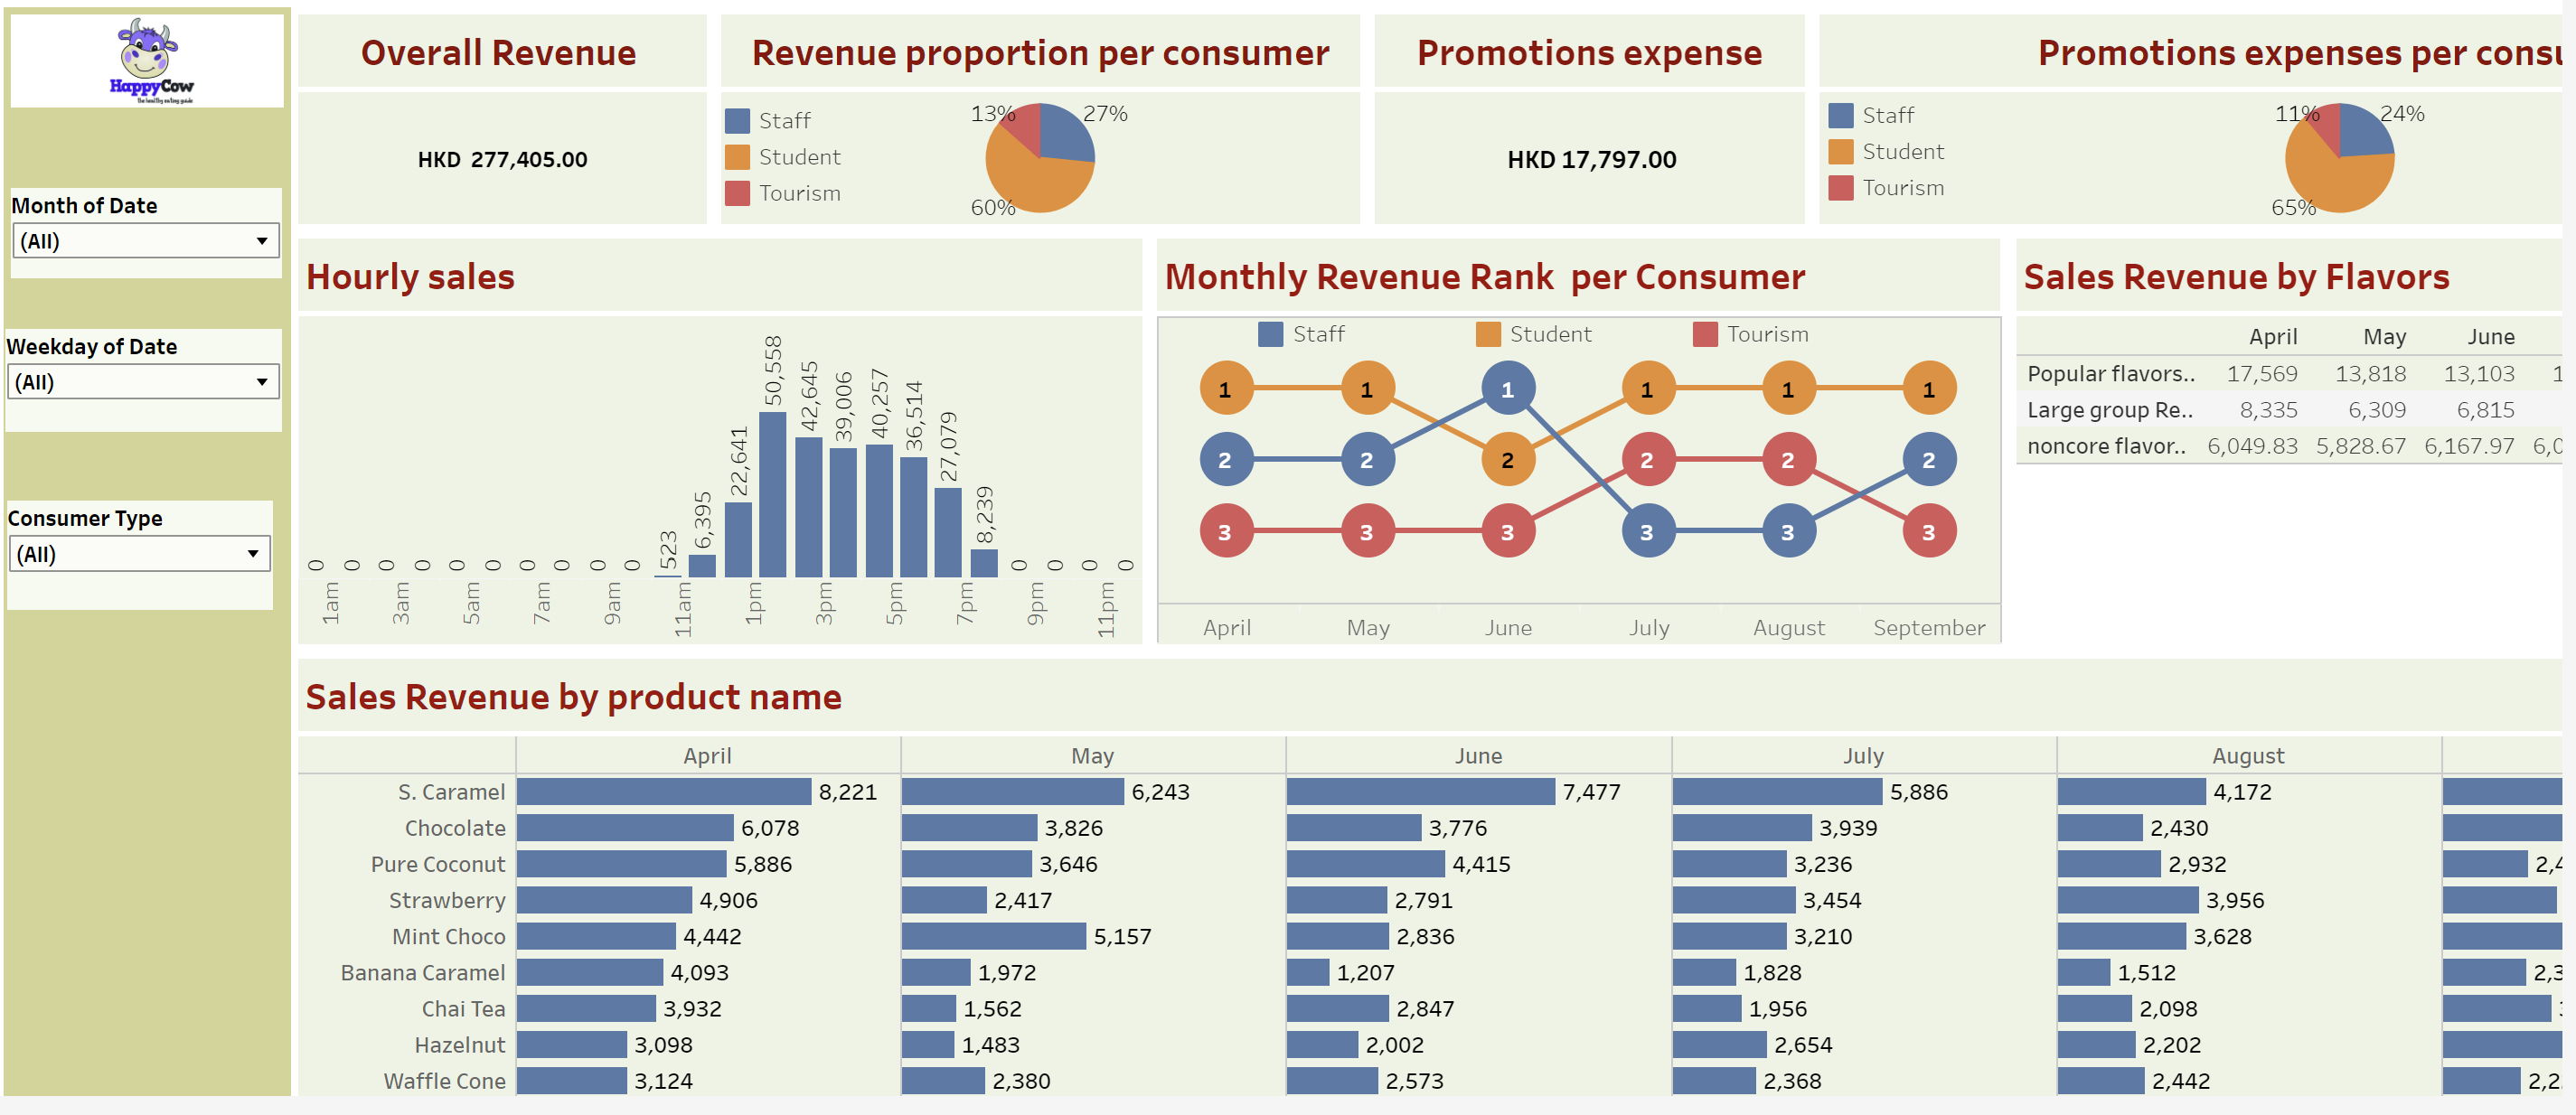 HappyCow
the healthy eating guide
Month of Date
(All)
Weekday of Date
(All)
Consumer Type
(All)
Overall Revenue
HKD 277,405.00
Revenue proportion per consumer
Staff
Student
Tourism
13%
27%
60%
Promotions expense
HKD 17,797.00
Promotions expenses per consu
Staff
Student
Tourism
11%
24%
65%
Hourly sales
0 0 0 0 0 0 0 0 0 0 523 6,395 22,641 50,558 42,645 39,006 40,257 36,514 27,079 8,239 0 0 0 0
1am 3am 5am 7am 9am 11am 1pm 3pm 5pm 7pm 9pm 11pm
Monthly Revenue Rank per Consumer
Staff Student Tourism
1 1 1 1 1 1
2 2 2 2 2 2
3 3 3 3 3 3
April May June July August September
Sales Revenue by Flavors
April May June
Popular flavors.. 17,569 13,818 13,103 1
Large group Re.. 8,335 6,309 6,815
noncore flavor.. 6,049.83 5,828.67 6,167.97 6,0
Sales Revenue by product name
April May June July August
S. Caramel 8,221 6,243 7,477 5,886 4,172
Chocolate 6,078 3,826 3,776 3,939 2,430
Pure Coconut 5,886 3,646 4,415 3,236 2,932 2,4
Strawberry 4,906 2,417 2,791 3,454 3,956
Mint Choco 4,442 5,157 2,836 3,210 3,628
Banana Caramel 4,093 1,972 1,207 1,828 1,512 2,3
Chai Tea 3,932 1,562 2,847 1,956 2,098
Hazelnut 3,098 1,483 2,002 2,654 2,202
Waffle Cone 3,124 2,380 2,573 2,368 2,442 2,2